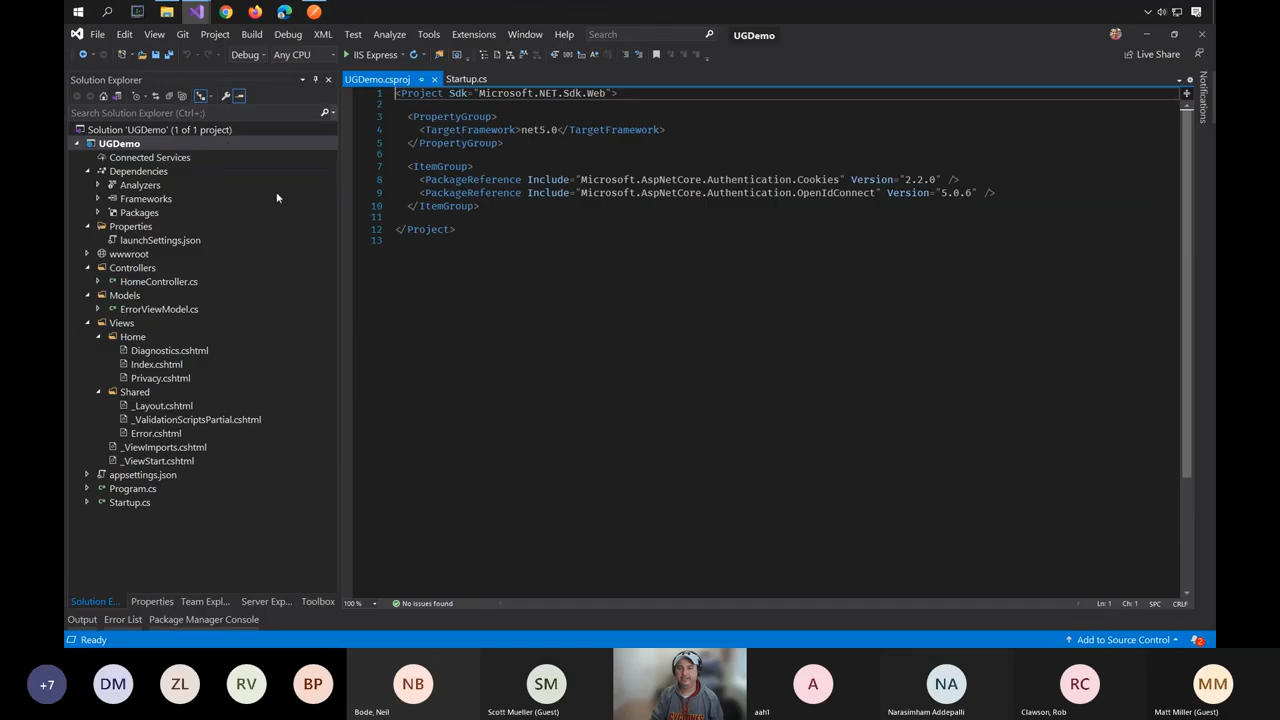 File Edit View Git Project Build Debug XML Test Analyze Tools Extensions Window Help Search UGDemo
Debug Any CPU IIS Express Live Share
Solution Explorer
Search Solution Explorer (Ctrl+;)
Solution 'UGDemo' (1 of 1 project)
UGDemo
Connected Services
Dependencies
Analyzers
Frameworks
Packages
Properties
launchSettings.json
wwwroot
Controllers
HomeController.cs
Models
ErrorViewModel.cs
Views
Home
Diagnostics.cshtml
Index.cshtml
Privacy.cshtml
Shared
_Layout.cshtml
_ValidationScriptsPartial.cshtml
Error.cshtml
_ViewImports.cshtml
_ViewStart.cshtml
appsettings.json
Program.cs
Startup.cs
Solution E... Properties Team Expl... Server Exp... Toolbox
UGDemo.csproj Startup.cs
1 <Project Sdk="Microsoft.NET.Sdk.Web">
2
3 <PropertyGroup>
4 <TargetFramework>net5.0</TargetFramework>
5 </PropertyGroup>
6
7 <ItemGroup>
8 <PackageReference Include="Microsoft.AspNetCore.Authentication.Cookies" Version="2.2.0" />
9 <PackageReference Include="Microsoft.AspNetCore.Authentication.OpenIdConnect" Version="5.0.6" />
10 </ItemGroup>
11
12 </Project>
13
Notifications
100 % No issues found Ln: 1 Ch: 1 SPC CRLF
Output Error List Package Manager Console
Ready Add to Source Control 2
+7 DM ZL RV BP NB SM A NA RC MM
Bode, Neil Scott Mueller (Guest) aah1 Narasimham Addepalli Clawson, Rob Matt Miller (Guest)